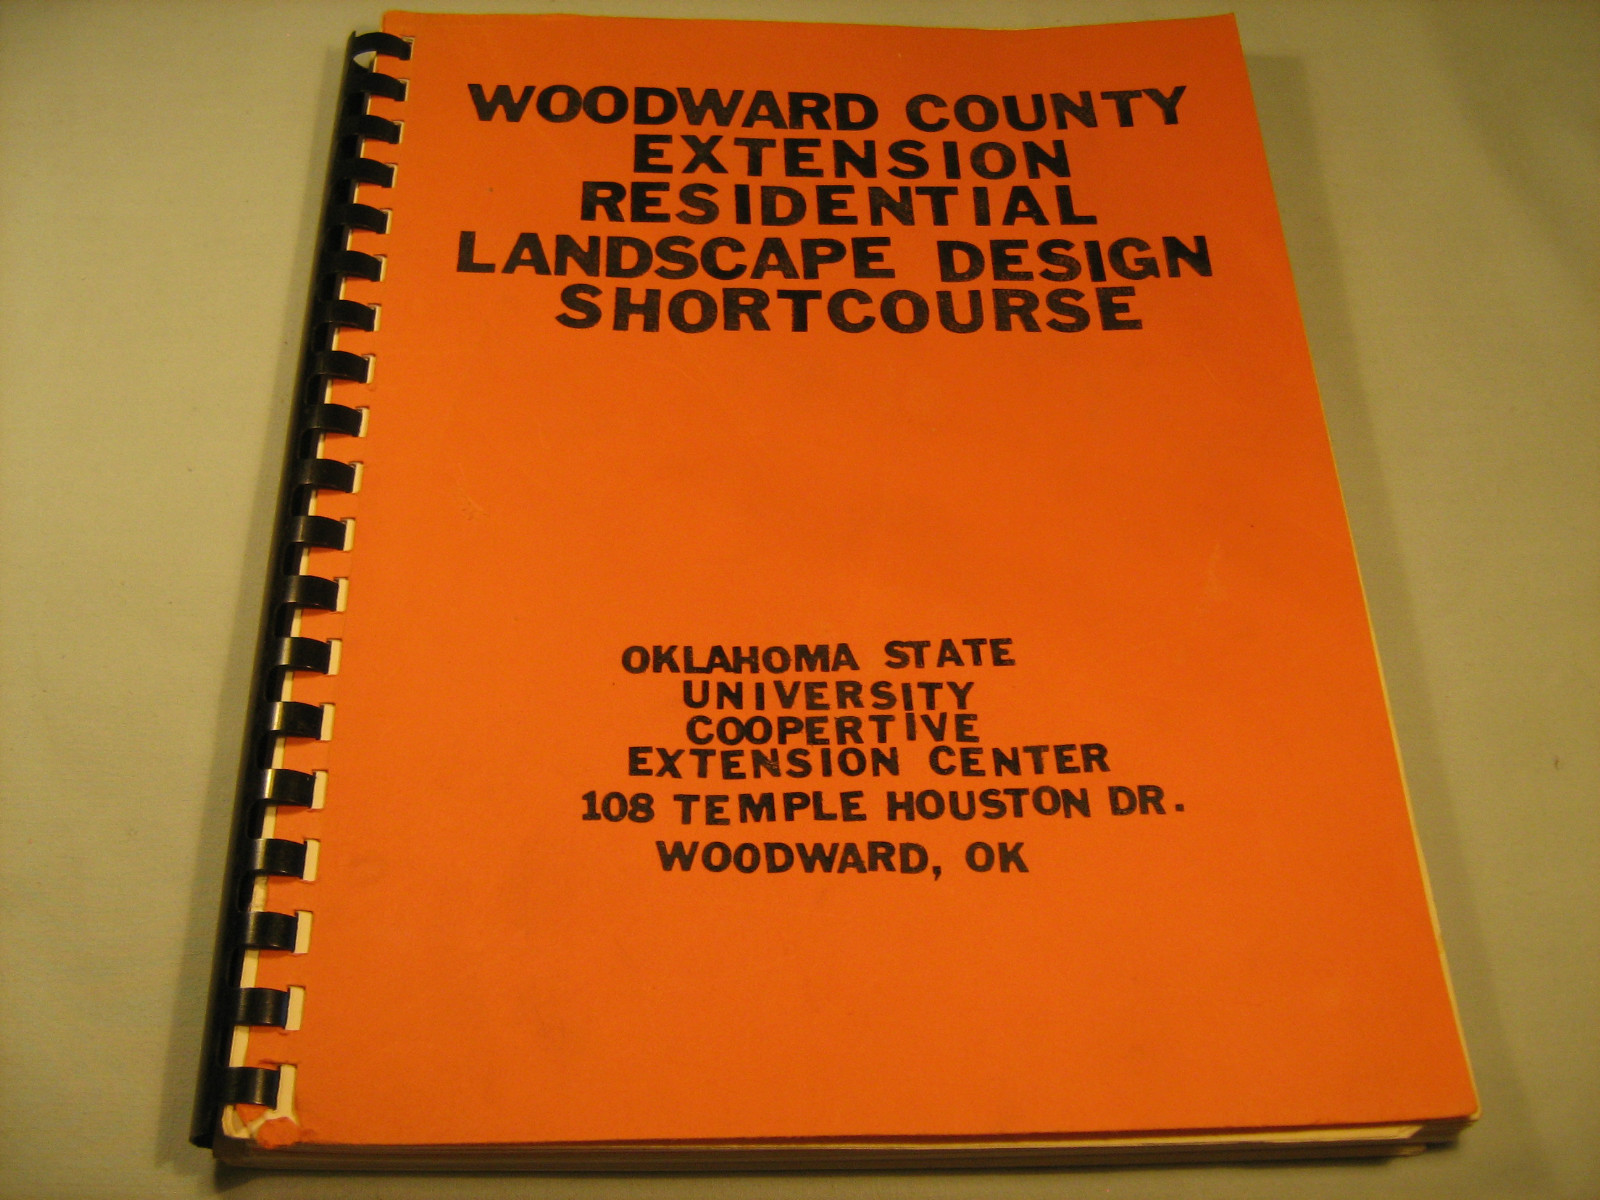 WOODWARD COUNTY
EXTENSION
RESIDENTIAL
LANDSCAPE DESIGN
SHORTCOURSE
OKLAHOMA STATE
UNIVERSITY
COOPERTIVE
EXTENSION CENTER
108 TEMPLE HOUSTON DR.
WOODWARD, OK